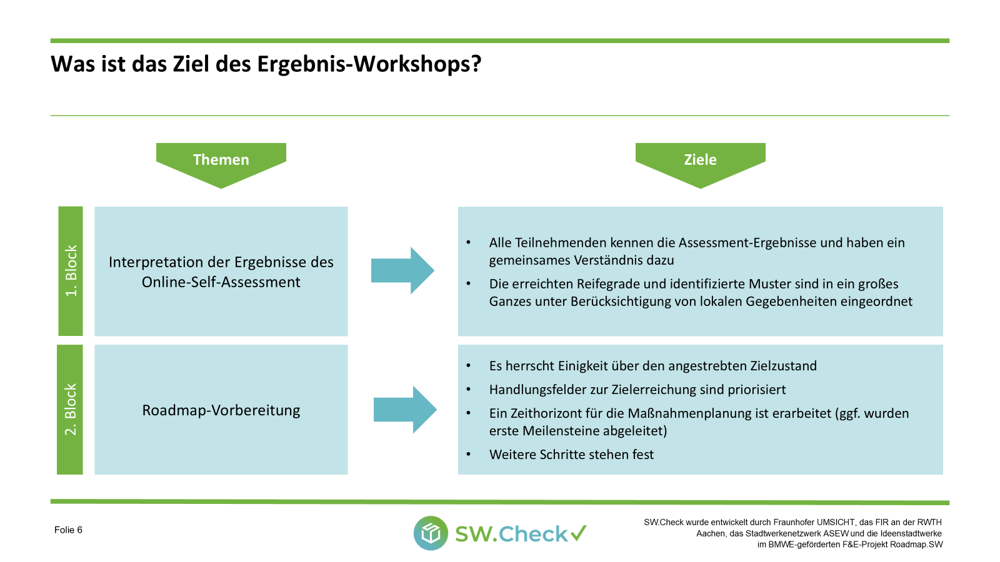 Was ist das Ziel des Ergebnis-Workshops?
Themen
Ziele
1. Block
Interpretation der Ergebnisse des
Online-Self-Assessment
• Alle Teilnehmenden kennen die Assessment-Ergebnisse und haben ein
gemeinsames Verständnis dazu
• Die erreichten Reifegrade und identifizierte Muster sind in ein großes
Ganzes unter Berücksichtigung von lokalen Gegebenheiten eingeordnet
2. Block
Roadmap-Vorbereitung
• Es herrscht Einigkeit über den angestrebten Zielzustand
• Handlungsfelder zur Zielerreichung sind priorisiert
• Ein Zeithorizont für die Maßnahmenplanung ist erarbeitet (ggf. wurden
erste Meilensteine abgeleitet)
• Weitere Schritte stehen fest
Folie 6
SW.Check
SW.Check wurde entwickelt durch Fraunhofer UMSICHT, das FIR an der RWTH
Aachen, das Stadtwerkenetzwerk ASEW und die Ideenstadtwerke
im BMWE-geförderten F&E-Projekt Roadmap.SW